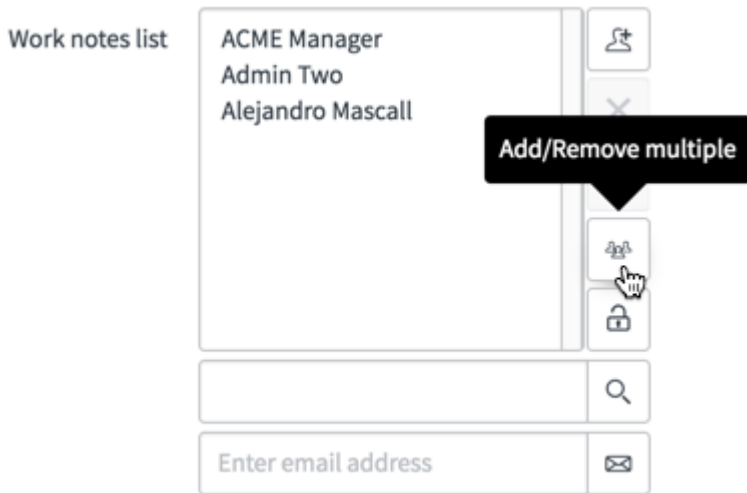 Work notes list
ACME Manager
Admin Two
Alejandro Mascall
Add/Remove multiple
Enter email address